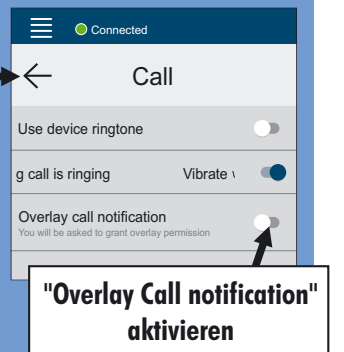 Connected
Call
Use device ringtone
g call is ringing Vibrate
Overlay call notification
You will be asked to grant overlay permission
"Overlay Call notification"
aktivieren